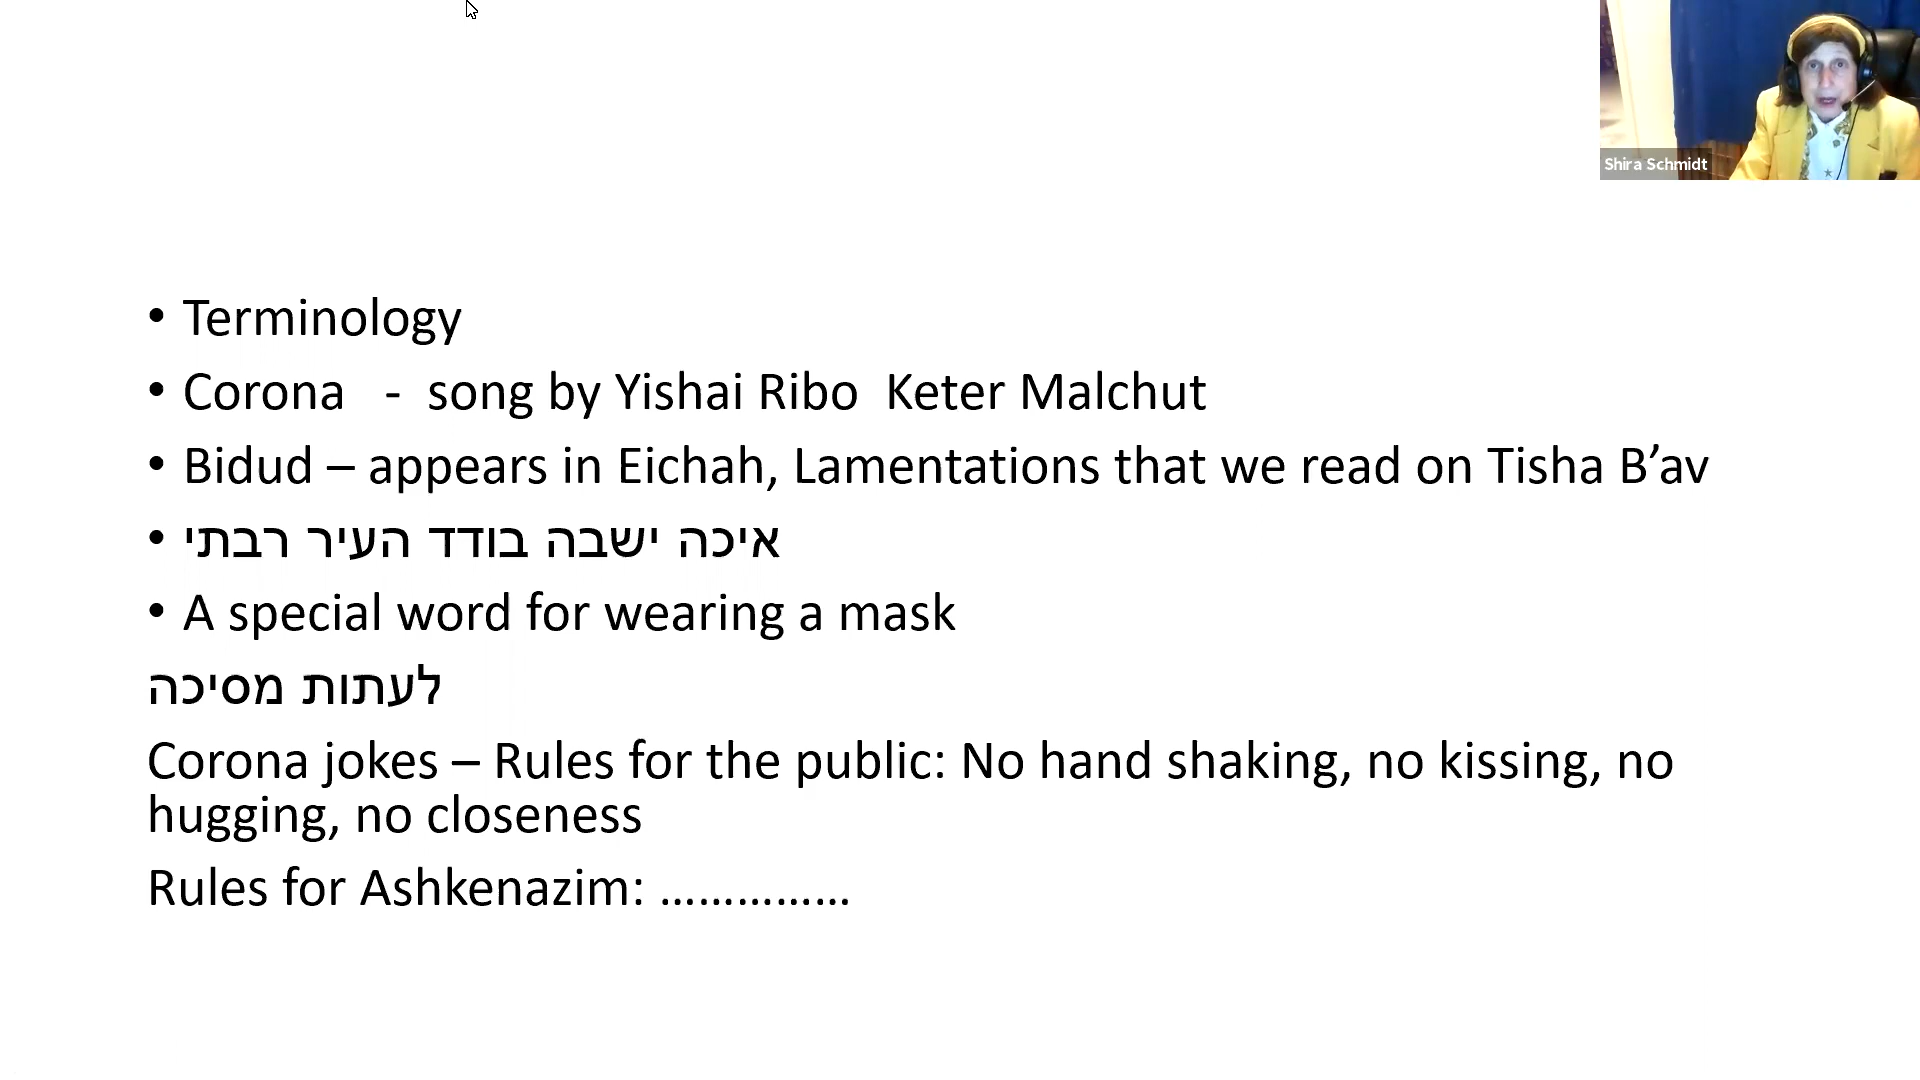 Shira Schmidt
• Terminology
• Corona - song by Yishai Ribo Keter Malchut
• Bidud – appears in Eichah, Lamentations that we read on Tisha B’av
• איכה ישבה בודד העיר רבתי
• A special word for wearing a mask
לעתות מסיכה
Corona jokes – Rules for the public: No hand shaking, no kissing, no
hugging, no closeness
Rules for Ashkenazim: ……………